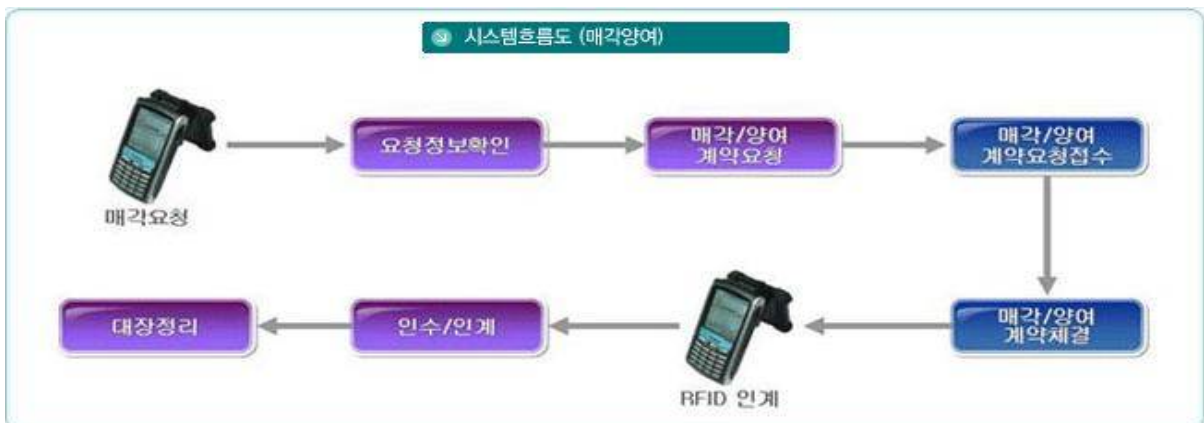 시스템흐름도 (매각양여)
매각요청
요청정보확인
매각/양여
계약요청
매각/양여
계약요청접수
매각/양여
계약체결
RFID 인계
인수/인계
대장정리